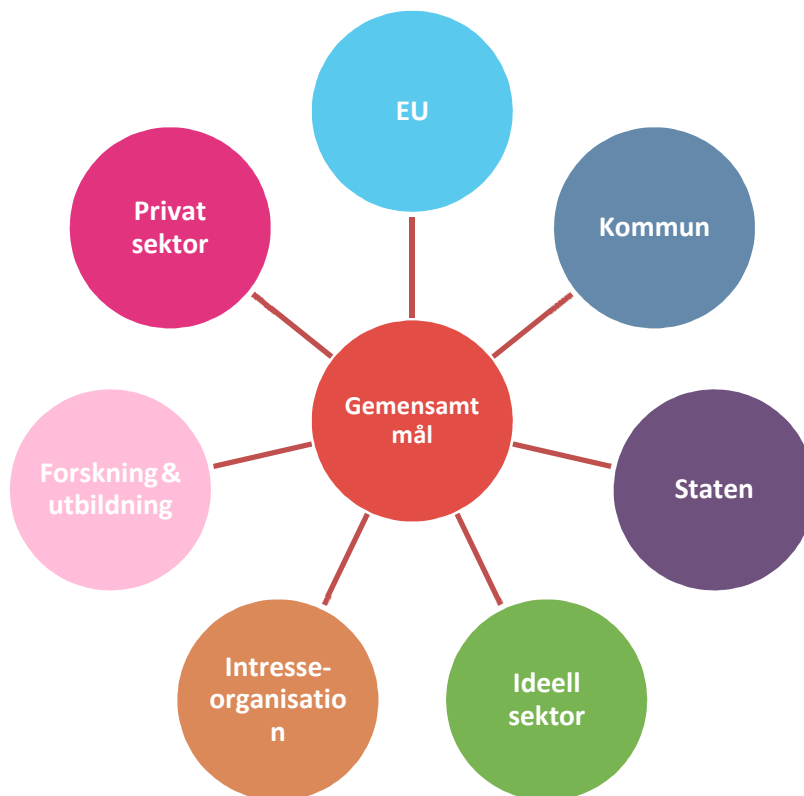 EU
Privat
sektor
Kommun
Gemensamt
mål
Forskning &
utbildning
Staten
Intresse-
organisatio
n
Ideell
sektor